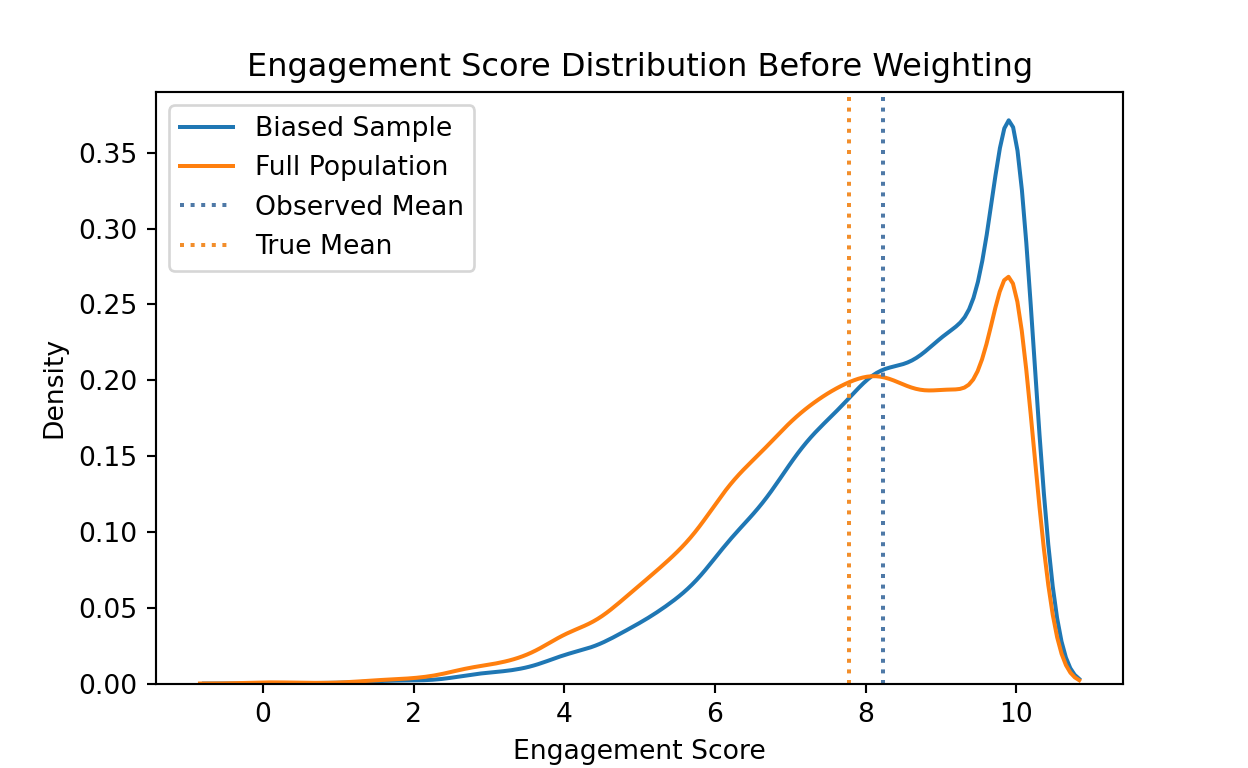 Engagement Score Distribution Before Weighting
Biased Sample
Full Population
Observed Mean
True Mean
Density
0.35
0.30
0.25
0.20
0.15
0.10
0.05
0.00
0 2 4 6 8 10
Engagement Score